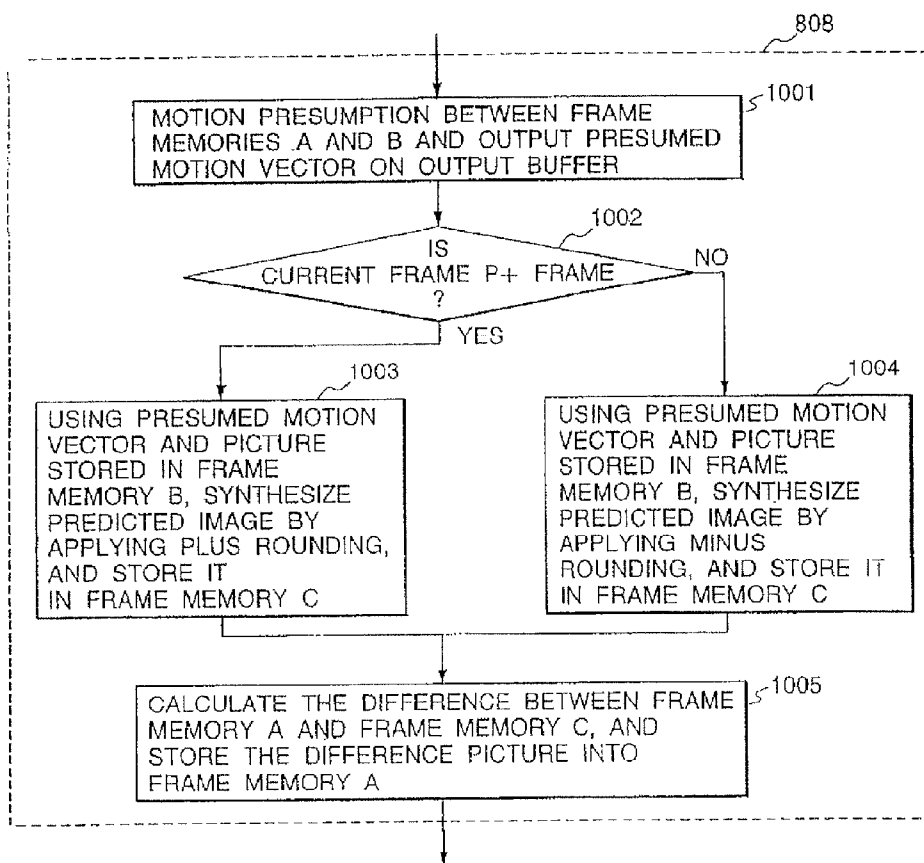 808
1001
MOTION PRESUMPTION BETWEEN FRAME
MEMORIES A AND B AND OUTPUT PRESUMED
MOTION VECTOR ON OUTPUT BUFFER
1002
IS
CURRENT FRAME P+ FRAME
?
NO
YES
1003
USING PRESUMED MOTION
VECTOR AND PICTURE
STORED IN FRAME
MEMORY B, SYNTHESIZE
PREDICTED IMAGE BY
APPLYING PLUS ROUNDING,
AND STORE IT
IN FRAME MEMORY C
1004
USING PRESUMED MOTION
VECTOR AND PICTURE
STORED IN FRAME
MEMORY B, SYNTHESIZE
PREDICTED IMAGE BY
APPLYING MINUS
ROUNDING, AND STORE IT
IN FRAME MEMORY C
1005
CALCULATE THE DIFFERENCE BETWEEN FRAME
MEMORY A AND FRAME MEMORY C, AND
STORE THE DIFFERENCE PICTURE INTO
FRAME MEMORY A